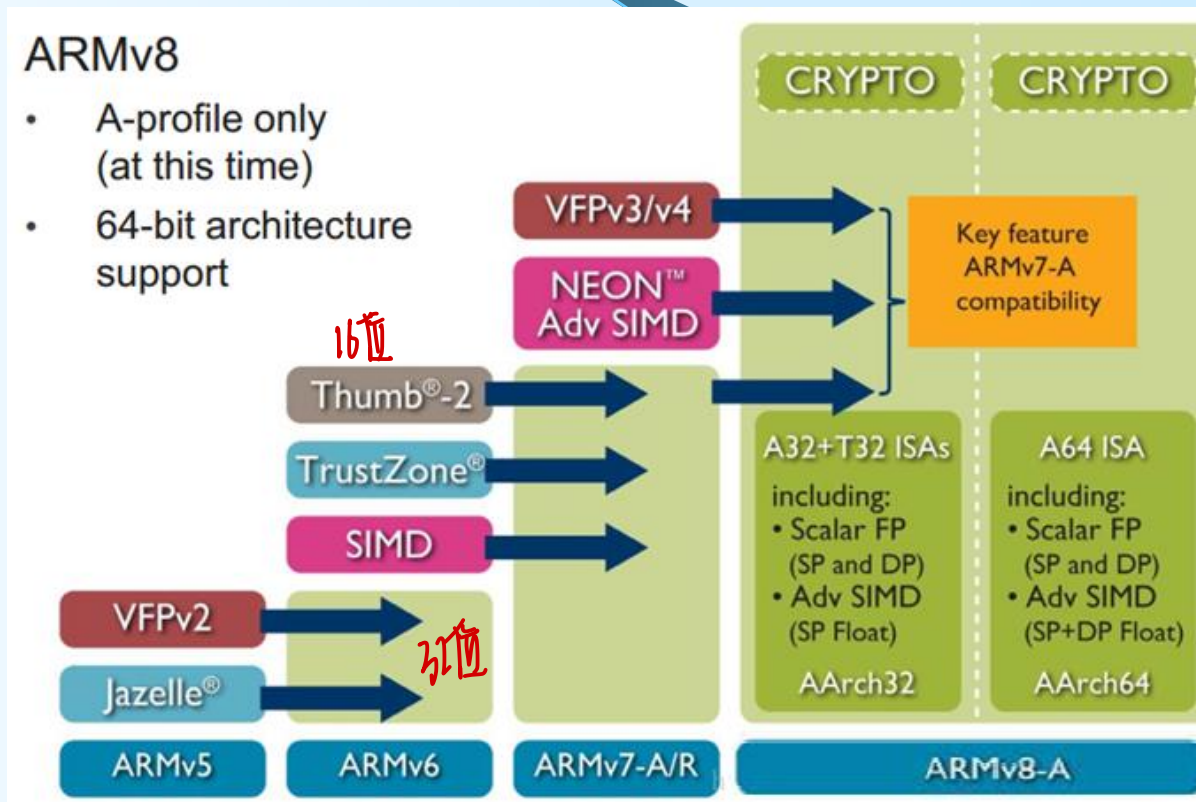 ARMv8
• A-profile only
(at this time)
• 64-bit architecture
support
CRYPTO
CRYPTO
VFPv3/v4
NEON™
Adv SIMD
Key feature
ARMv7-A
compatibility
16位
Thumb®-2
TrustZone®
SIMD
A32+T32 ISAs
including:
• Scalar FP
(SP and DP)
• Adv SIMD
(SP Float)
AArch32
A64 ISA
including:
• Scalar FP
(SP and DP)
• Adv SIMD
(SP+DP Float)
AArch64
VFPv2
Jazelle®
32位
ARMv5
ARMv6
ARMv7-A/R
ARMv8-A